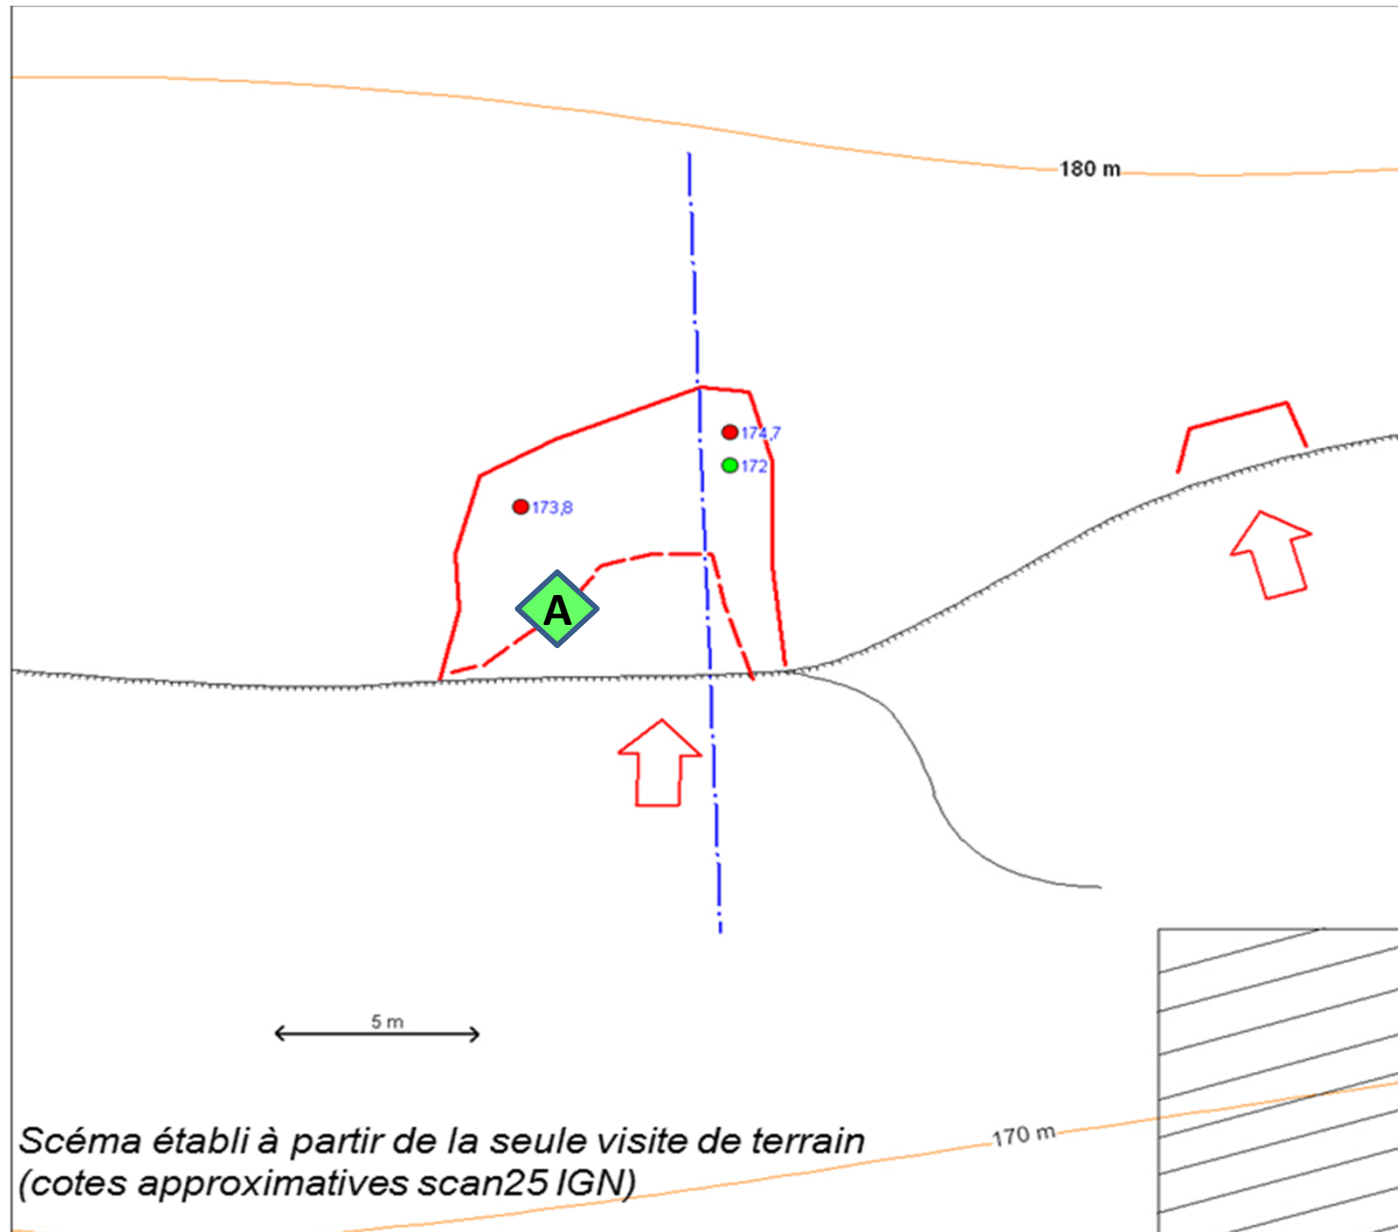 180 m
174,7
172
173,8
A
5 m
170 m
Scéma établi à partir de la seule visite de terrain
(cotes approximatives scan25 IGN)